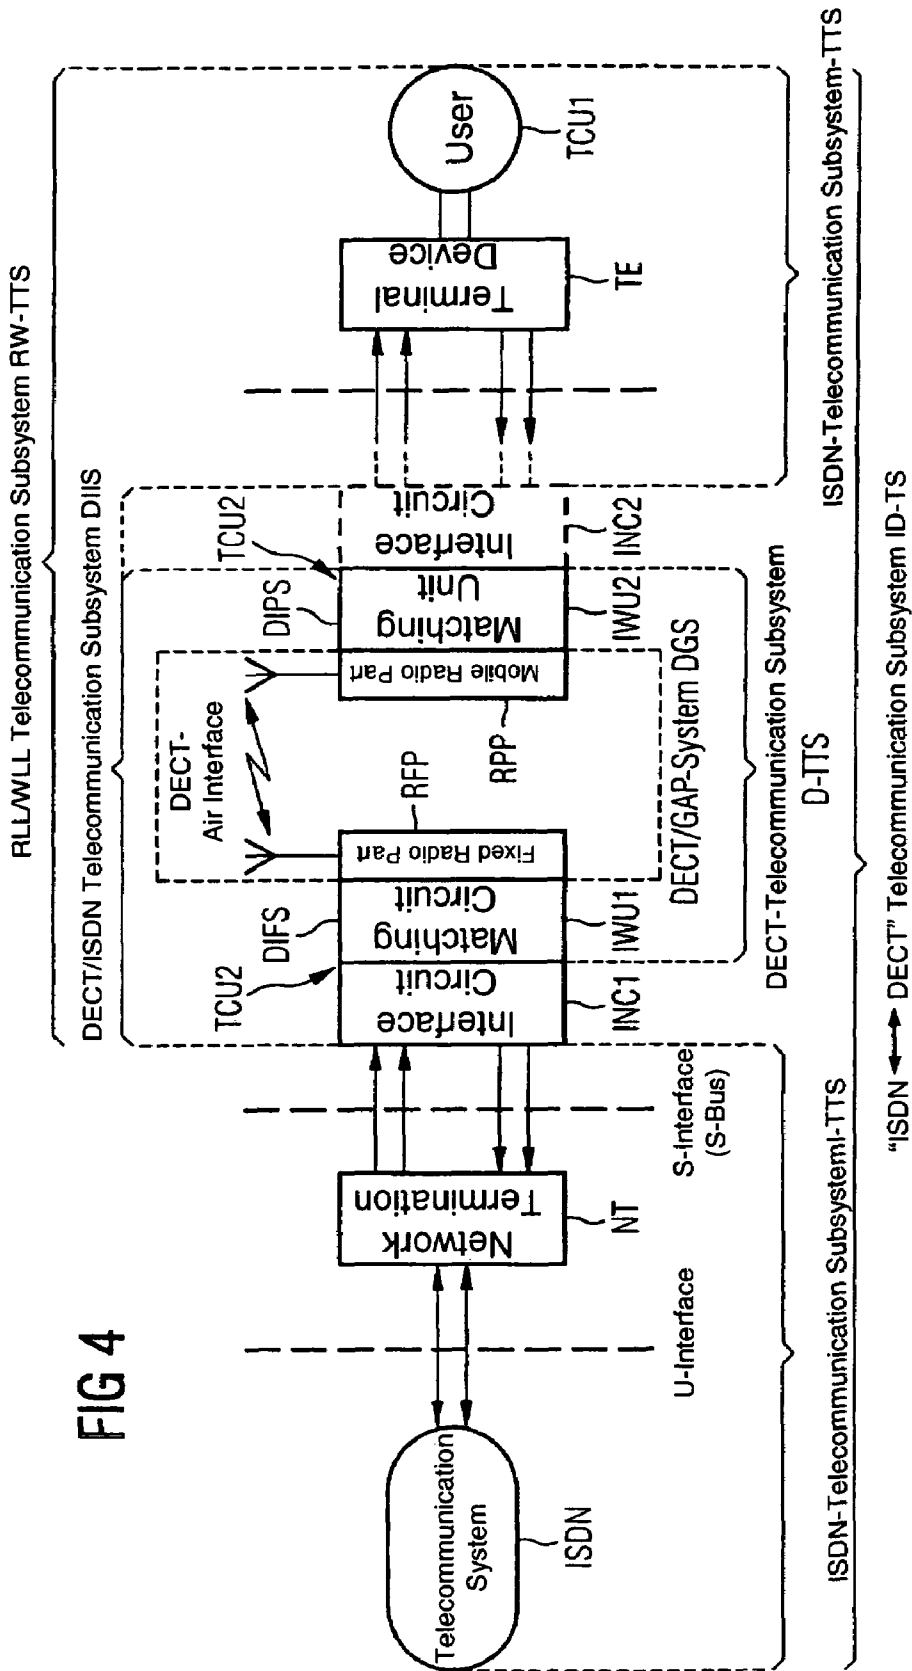 FIG 4
RLL/WLL Telecommunication Subsystem RW-TTS
DECT/ISDN Telecommunication Subsystem DIIS
DECT-
Air Interface
TCU2
DIFS
RFP
RPP
DIPS
TCU2
Telecommunication
System
ISDN
U-Interface
Network
Termination
NT
S-Interface
(S-Bus)
Interface
Circuit
INC1
Matching
Circuit
IWU1
Fixed Radio Part
Mobile Radio Part
Matching
Unit
IWU2
Interface
Circuit
INC2
Terminal
Device
TE
User
TCU1
DECT/GAP-System DGS
DECT-Telecommunication Subsystem
D-TTS
ISDN-Telecommunication SubsystemI-TTS
ISDN-Telecommunication Subsystem-TTS
"ISDN ↔ DECT" Telecommunication Subsystem ID-TS